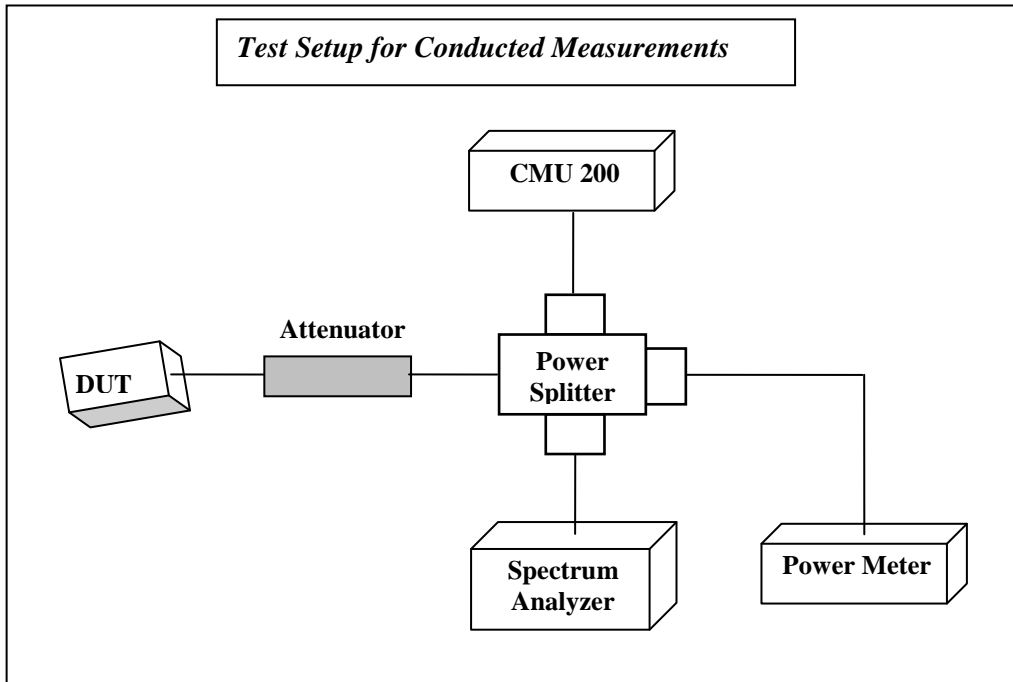 Test Setup for Conducted Measurements
CMU 200
Attenuator
DUT
Power
Splitter
Spectrum
Analyzer
Power Meter